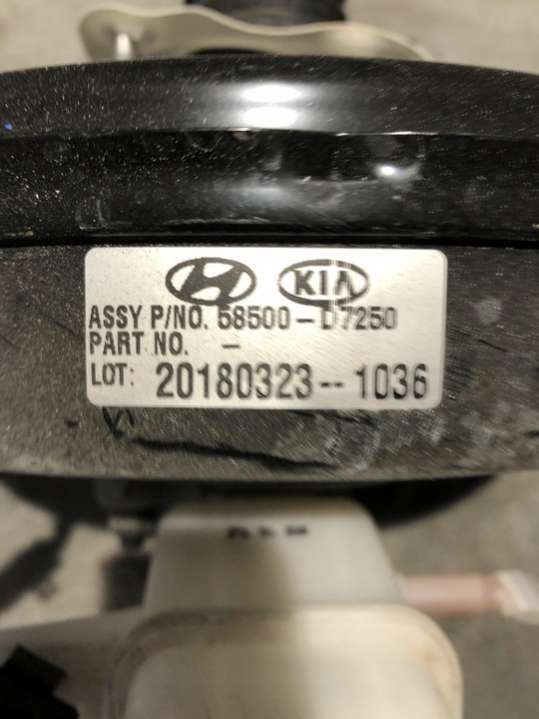 KIA
ASSY P/NO. 58500-D7250
PART NO. -
LOT: 20180323--1036